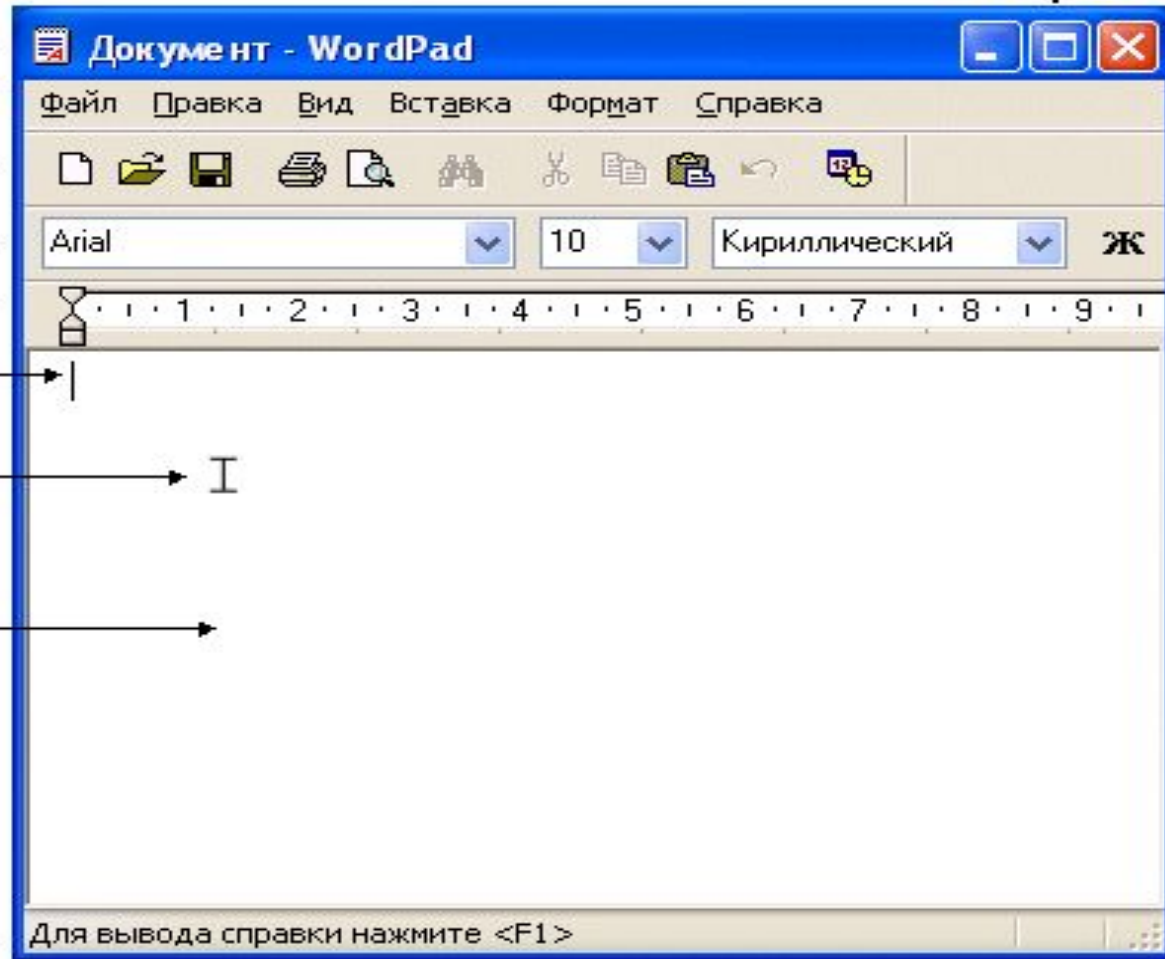 Документ - WordPad
Файл Правка Вид Вставка Формат Справка
Arial 10 Кириллический Ж
1 2 3 4 5 6 7 8 9
Для вывода справки нажмите <F1>